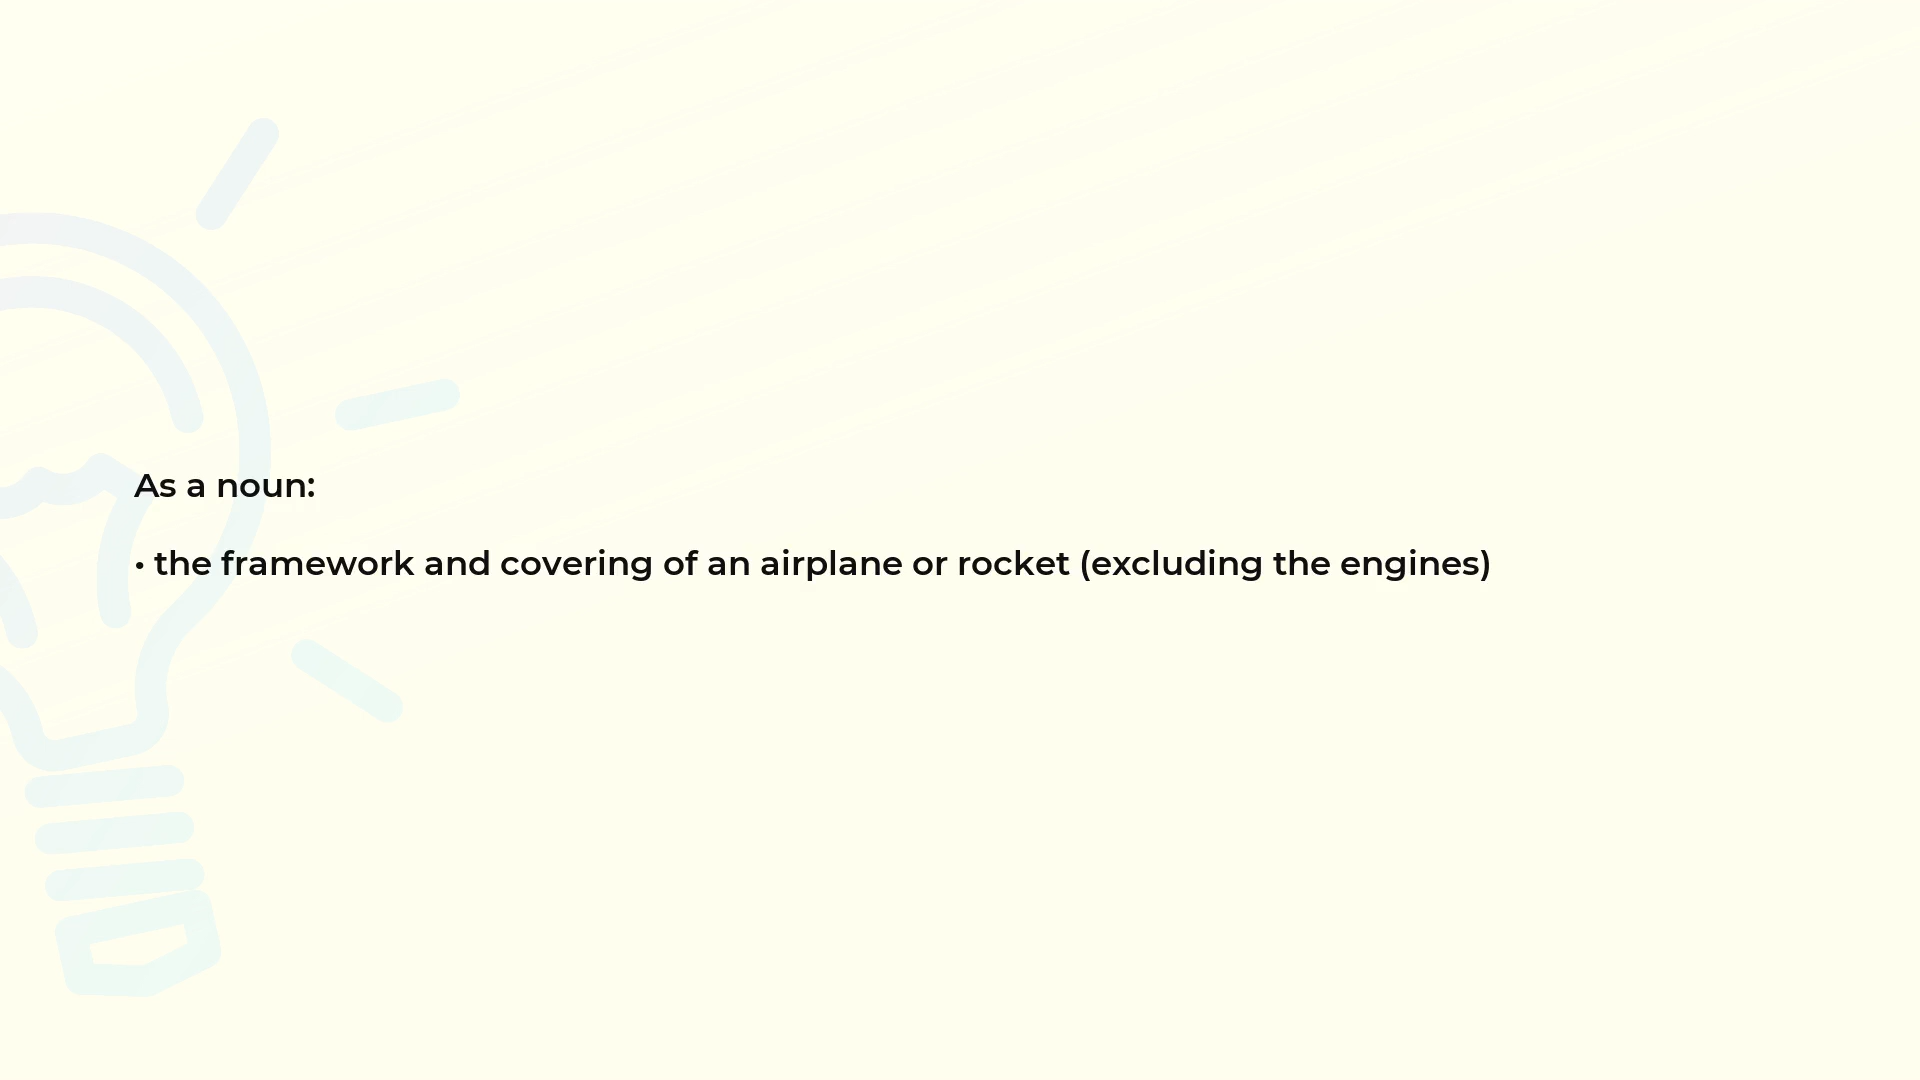 As a noun:
• the framework and covering of an airplane or rocket (excluding the engines)